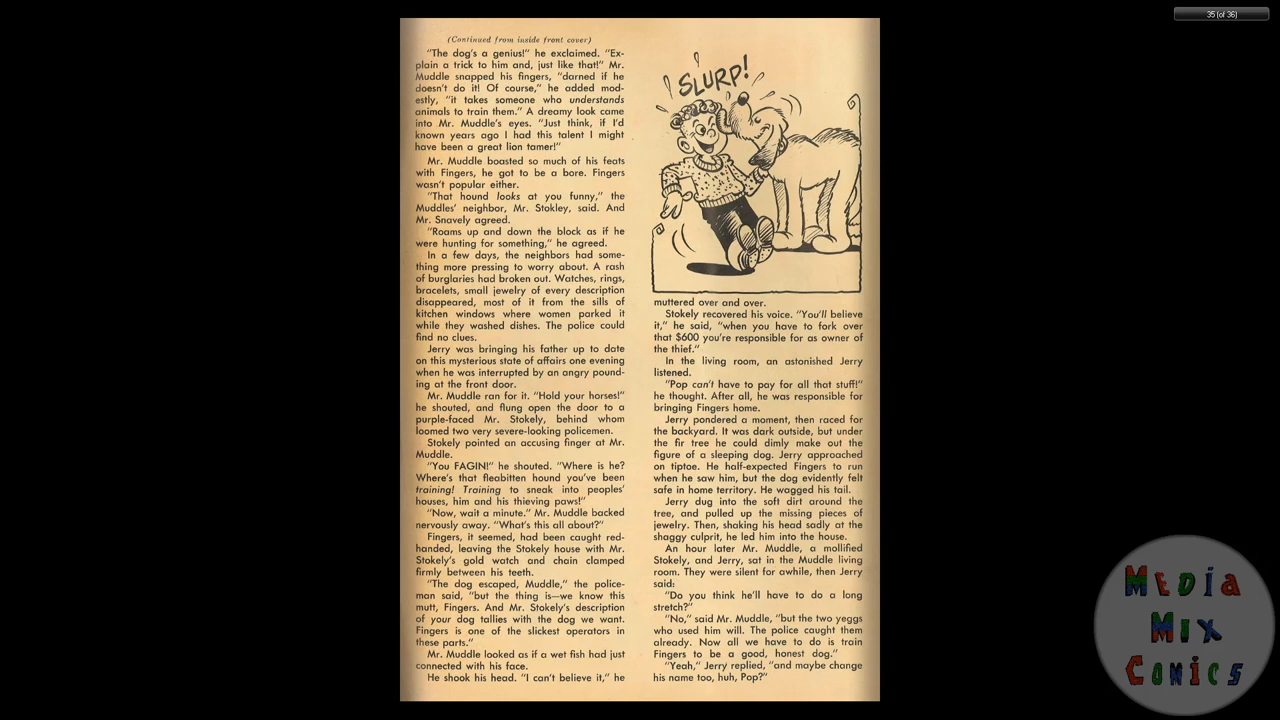 35 (of 36)
(Continued from inside front cover)
"The dog's a genius!" he exclaimed. "Ex-
plain a trick to him and, just like that!" Mr.
Muddle snapped his fingers, "darned if he
doesn't do it! Of course," he added mod-
estly, "it takes someone who understands
animals to train them." A dreamy look came
into Mr. Muddle's eyes. "Just think, if I'd
known years ago I had this talent I might
have been a great lion tamer!"
Mr. Muddle boasted so much of his feats
with Fingers, he got to be a bore. Fingers
wasn't popular either.
"That hound looks at you funny," the
Muddles' neighbor, Mr. Stokley, said. And
Mr. Snavely agreed.
"Roams up and down the block as if he
were hunting for something," he agreed.
In a few days, the neighbors had some-
thing more pressing to worry about. A rash
of burglaries had broken out. Watches, rings,
bracelets, small jewelry of every description
disappeared, most of it from the sills of
kitchen windows where women parked it
while they washed dishes. The police could
find no clues.
Jerry was bringing his father up to date
on this mysterious state of affairs one evening
when he was interrupted by an angry pound-
ing at the front door.
Mr. Muddle ran for it. "Hold your horses!"
he shouted, and flung open the door to a
purple-faced Mr. Stokely, behind whom
loomed two very severe-looking policemen.
Stokely pointed an accusing finger at Mr.
Muddle.
"You FAGIN!" he shouted. "Where is he?
Where's that fleabitten hound you've been
training! Training to sneak into peoples'
houses, him and his thieving paws!"
"Now, wait a minute." Mr. Muddle backed
nervously away. "What's this all about?"
Fingers, it seemed, had been caught red-
handed, leaving the Stokely house with Mr.
Stokely's gold watch and chain clamped
firmly between his teeth.
"The dog escaped, Muddle," the police-
man said, "but the thing is—we know this
mutt, Fingers. And Mr. Stokely's description
of your dog tallies with the dog we want.
Fingers is one of the slickest operators in
these parts."
Mr. Muddle looked as if a wet fish had just
connected with his face.
He shook his head. "I can't believe it," he
SLURP!
muttered over and over.
Stokely recovered his voice. "You'll believe
it," he said, "when you have to fork over
that $600 you're responsible for as owner of
the thief."
In the living room, an astonished Jerry
listened.
"Pop can't have to pay for all that stuff!"
he thought. After all, he was responsible for
bringing Fingers home.
Jerry pondered a moment, then raced for
the backyard. It was dark outside, but under
the fir tree he could dimly make out the
figure of a sleeping dog. Jerry approached
on tiptoe. He half-expected Fingers to run
when he saw him, but the dog evidently felt
safe in home territory. He wagged his tail.
Jerry dug into the soft dirt around the
tree, and pulled up the missing pieces of
jewelry. Then, shaking his head sadly at the
shaggy culprit, he led him into the house.
An hour later Mr. Muddle, a mollified
Stokely, and Jerry, sat in the Muddle living
room. They were silent for awhile, then Jerry
said:
"Do you think he'll have to do a long
stretch?"
"No," said Mr. Muddle, "but the two yeggs
who used him will. The police caught them
already. Now all we have to do is train
Fingers to be a good, honest dog."
"Yeah," Jerry replied, "and maybe change
his name too, huh, Pop?"
MEDiA
MiX
COMiCS